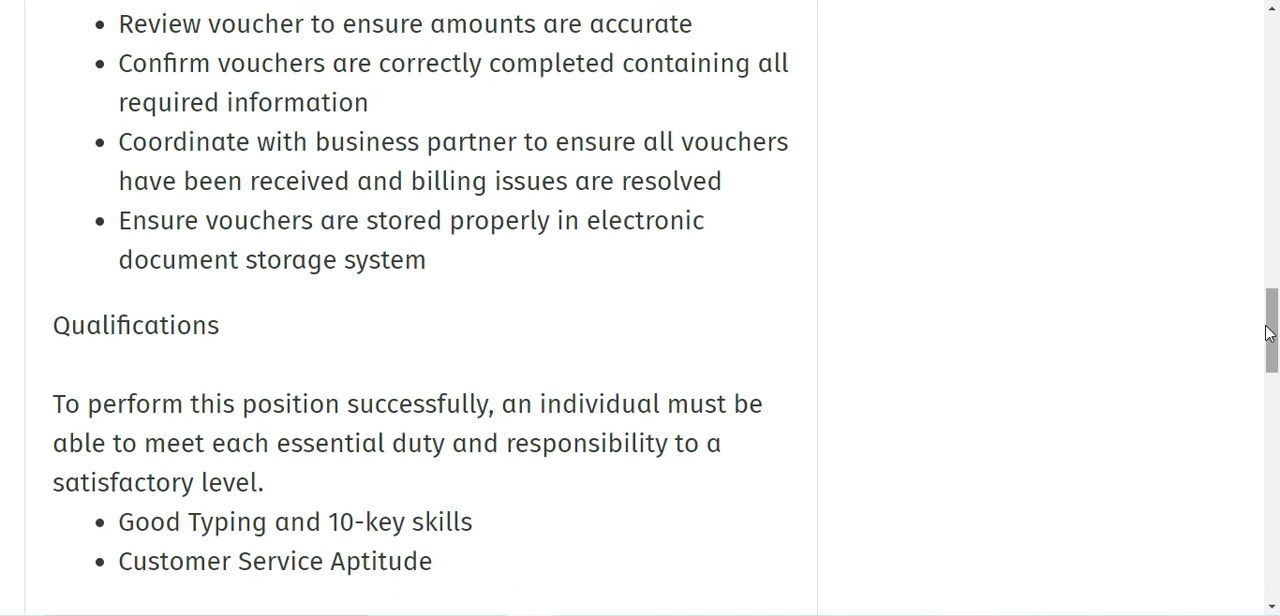 • Review voucher to ensure amounts are accurate
• Confirm vouchers are correctly completed containing all
required information
• Coordinate with business partner to ensure all vouchers
have been received and billing issues are resolved
• Ensure vouchers are stored properly in electronic
document storage system
Qualifications
To perform this position successfully, an individual must be
able to meet each essential duty and responsibility to a
satisfactory level.
• Good Typing and 10-key skills
• Customer Service Aptitude